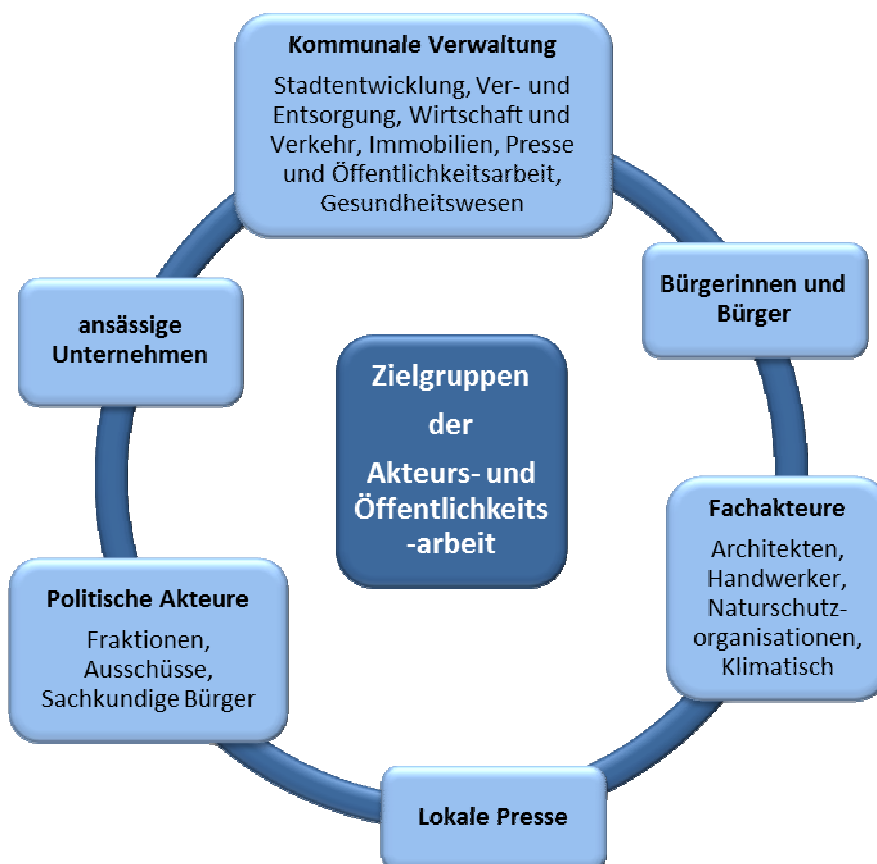 Kommunale Verwaltung
Stadtentwicklung, Ver- und
Entsorgung, Wirtschaft und
Verkehr, Immobilien, Presse
und Öffentlichkeitsarbeit,
Gesundheitswesen
Bürgerinnen und
Bürger
ansässige
Unternehmen
Zielgruppen
der
Akteurs- und
Öffentlichkeits
-arbeit
Fachakteure
Architekten,
Handwerker,
Naturschutz-
organisationen,
Klimatisch
Politische Akteure
Fraktionen,
Ausschüsse,
Sachkundige Bürger
Lokale Presse